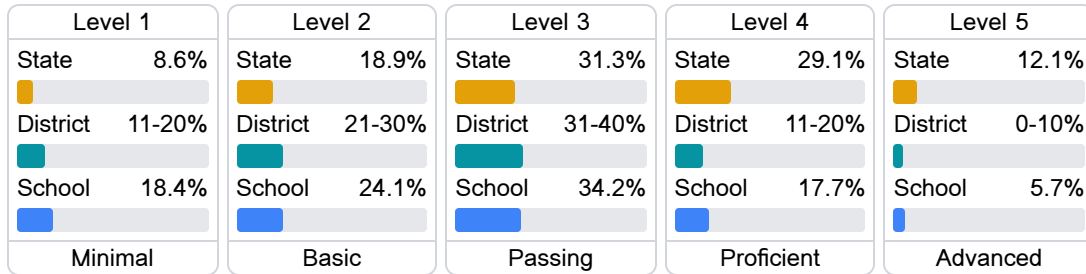 Level 1
State 8.6%
District 11-20%
School 18.4%
Minimal
Level 2
State 18.9%
District 21-30%
School 24.1%
Basic
Level 3
State 31.3%
District 31-40%
School 34.2%
Passing
Level 4
State 29.1%
District 11-20%
School 17.7%
Proficient
Level 5
State 12.1%
District 0-10%
School 5.7%
Advanced